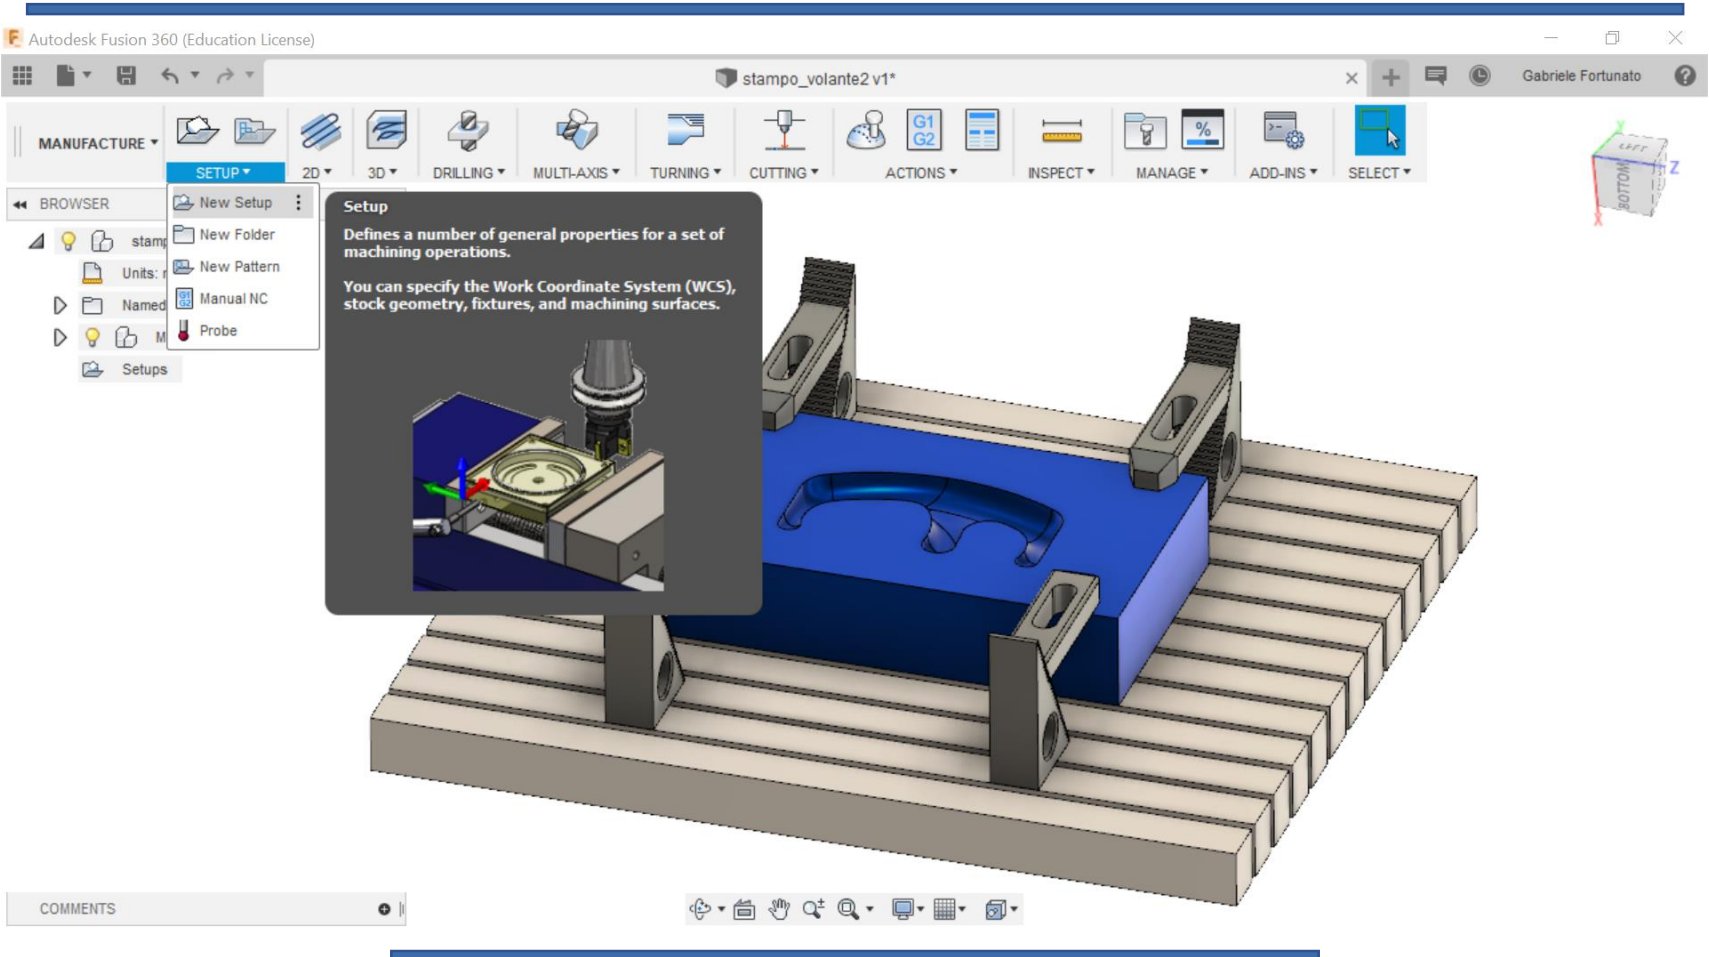 Autodesk Fusion 360 (Education License)
stampo_volante2 v1*
Gabriele Fortunato
MANUFACTURE
SETUP
2D
3D
DRILLING
MULTI-AXIS
TURNING
CUTTING
G1
G2
ACTIONS
INSPECT
%
MANAGE
ADD-INS
SELECT
BROWSER
Units:
Named
M
Setups
New Setup
New Folder
New Pattern
G1
G2
Manual NC
Probe
Setup
Defines a number of general properties for a set of
machining operations.
You can specify the Work Coordinate System (WCS),
stock geometry, fixtures, and machining surfaces.
Y
LEFT
BOTTOM
Z
X
COMMENTS